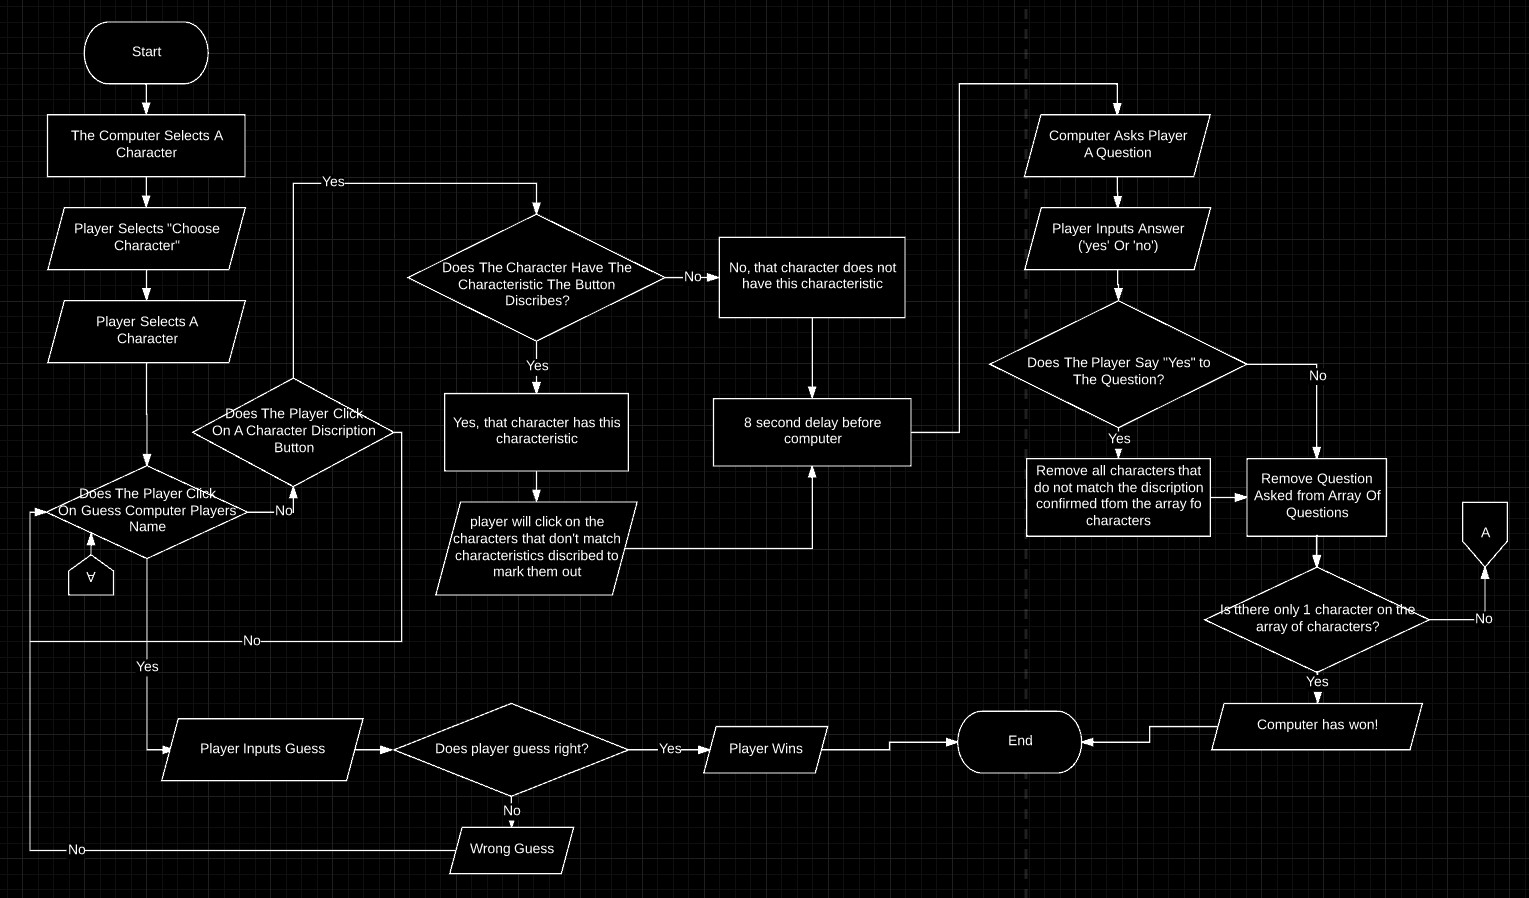 Start
The Computer Selects A
Character
Player Selects "Choose
Character"
Player Selects A
Character
Does The Player Click
On Guess Computer Players
Name
A
No
Does The Player Click
On A Character Discription
Button
Yes
No
Does The Character Have The
Characteristic The Button
Discribes?
No
No, that character does not
have this characteristic
Yes
Yes, that character has this
characteristic
player will click on the
characters that don't match
characteristics discribed to
mark them out
8 second delay before
computer
Computer Asks Player
A Question
Player Inputs Answer
('yes' Or 'no')
Does The Player Say "Yes" to
The Question?
No
Yes
Remove all characters that
do not match the discription
confirmed tfom the array fo
characters
Remove Question
Asked from Array Of
Questions
Is tthere only 1 character on the
array of characters?
No
A
Yes
Computer has won!
Yes
Player Inputs Guess
Does player guess right?
Yes
Player Wins
End
No
Wrong Guess
No